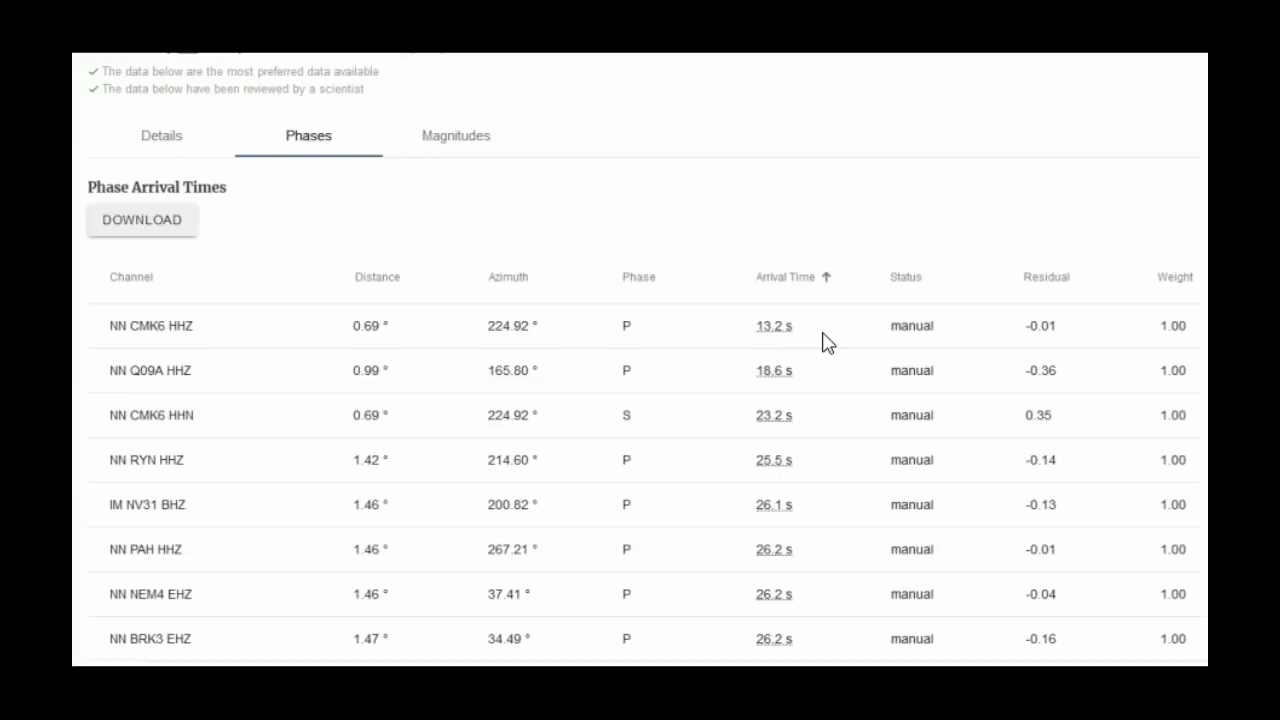 ✓ The data below are the most preferred data available
✓ The data below have been reviewed by a scientist
Details Phases Magnitudes
Phase Arrival Times
DOWNLOAD
Channel Distance Azimuth Phase Arrival Time ↑ Status Residual Weight
NN CMK6 HHZ 0.69 ° 224.92 ° P 13.2 s manual -0.01 1.00
NN Q09A HHZ 0.99 ° 165.80 ° P 18.6 s manual -0.36 1.00
NN CMK6 HHN 0.69 ° 224.92 ° S 23.2 s manual 0.35 1.00
NN RYN HHZ 1.42 ° 214.60 ° P 25.5 s manual -0.14 1.00
IM NV31 BHZ 1.46 ° 200.82 ° P 26.1 s manual -0.13 1.00
NN PAH HHZ 1.46 ° 267.21 ° P 26.2 s manual -0.01 1.00
NN NEM4 EHZ 1.46 ° 37.41 ° P 26.2 s manual -0.04 1.00
NN BRK3 EHZ 1.47 ° 34.49 ° P 26.2 s manual -0.16 1.00